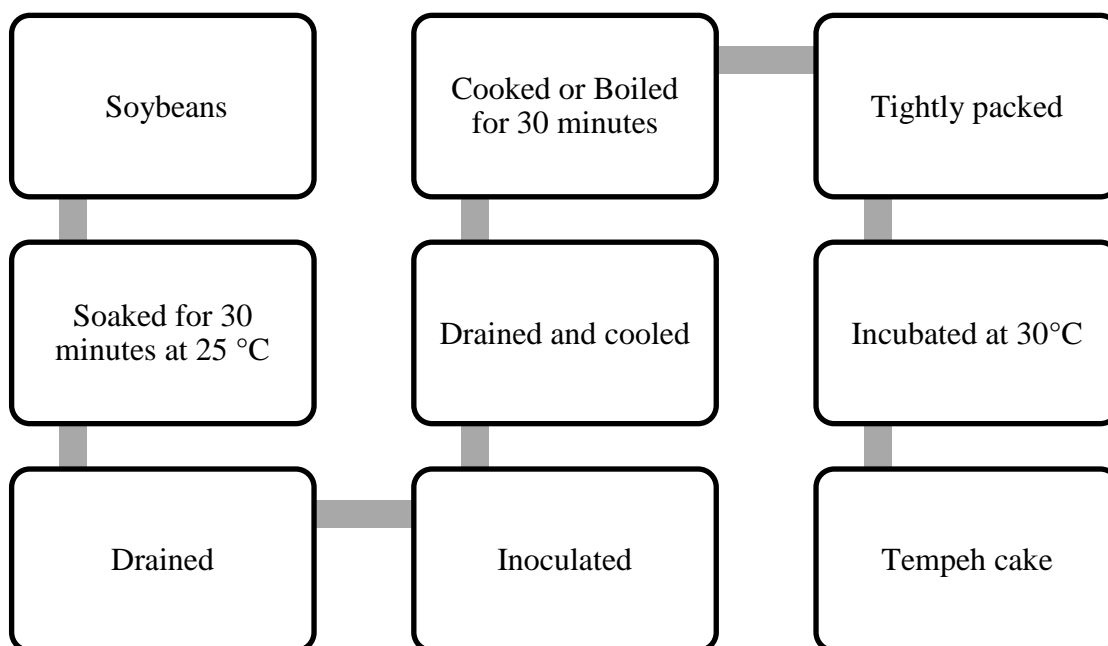 Soybeans
Soaked for 30
minutes at 25 °C
Drained
Inoculated
Drained and cooled
Cooked or Boiled
for 30 minutes
Tightly packed
Incubated at 30°C
Tempeh cake